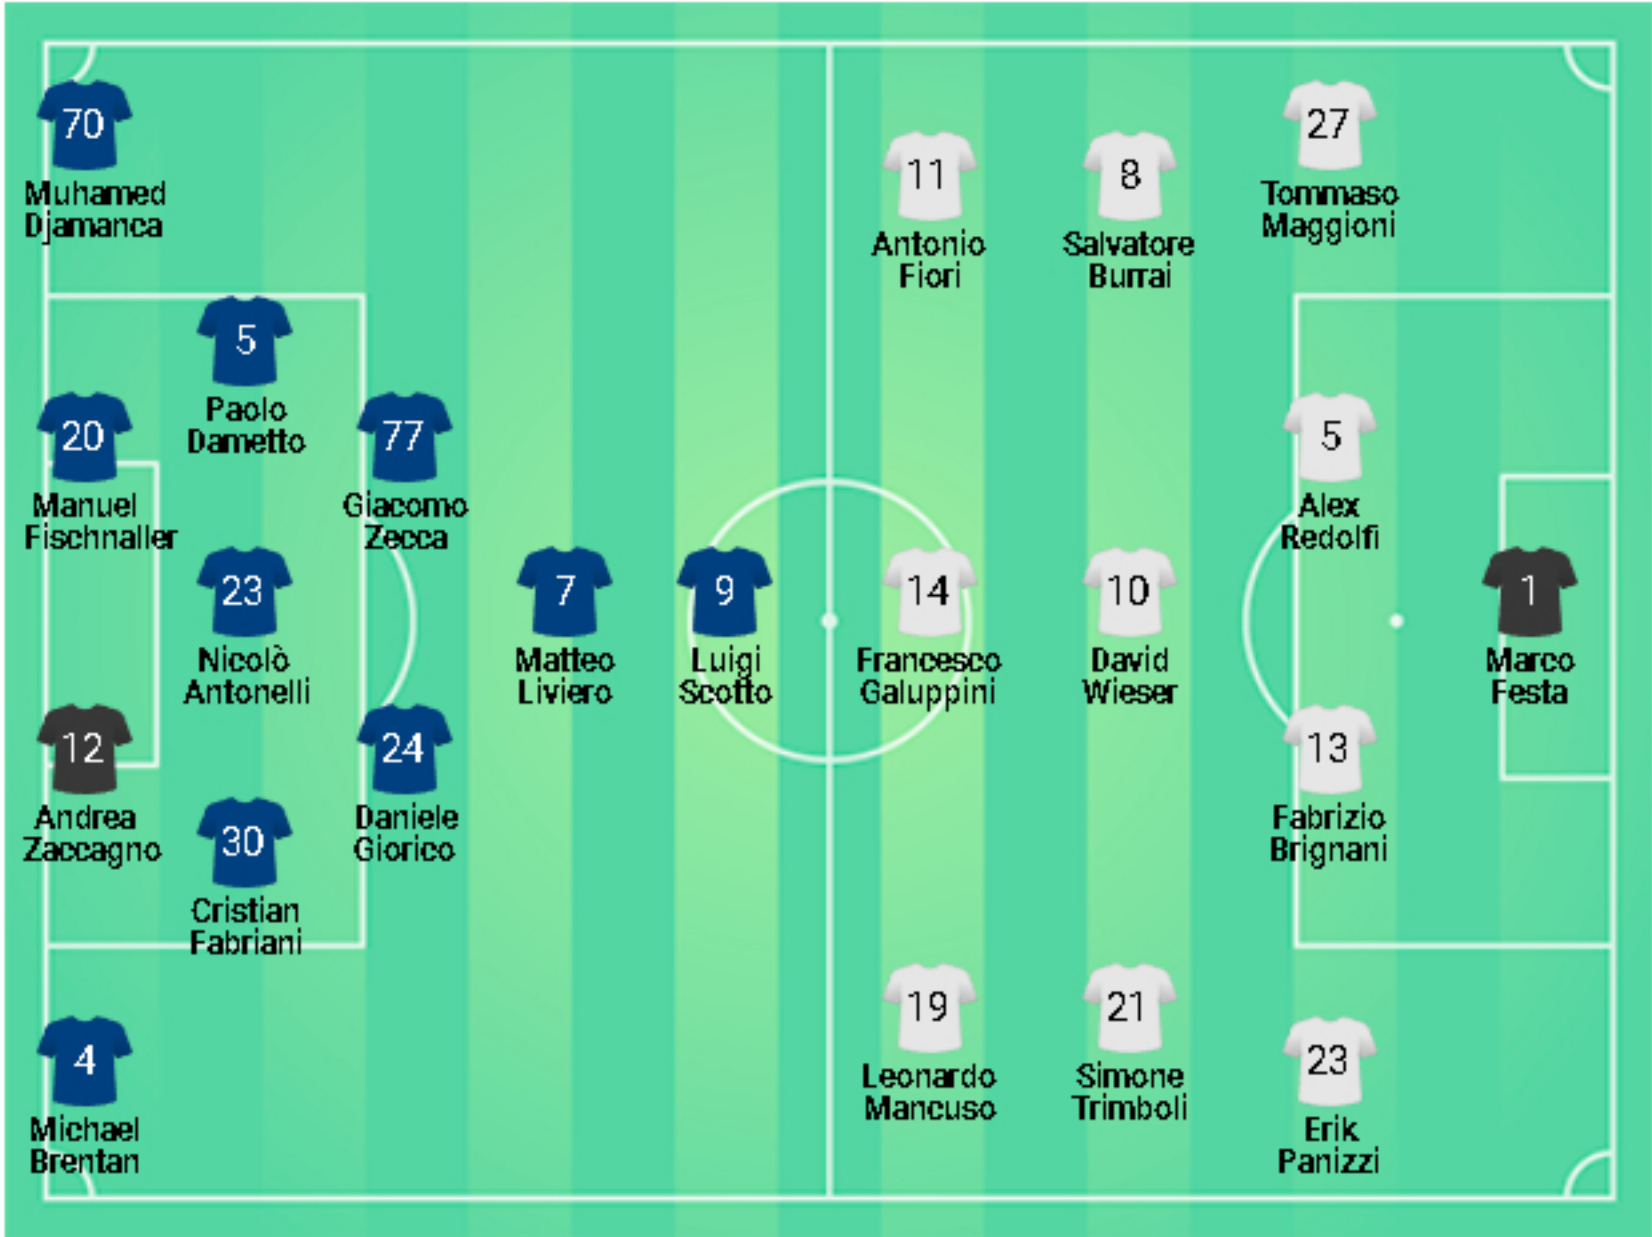 70
Muhamed
Djamanca
5
Paolo
Dametto
20
Manuel
Fischnaller
77
Giacomo
Zecca
23
Nicolò
Antonelli
7
Matteo
Liviero
9
Luigi
Scotto
12
Andrea
Zaccagno
24
Daniele
Giorico
30
Cristian
Fabriani
4
Michael
Brentan
11
Antonio
Fiori
8
Salvatore
Burrai
27
Tommaso
Maggioni
5
Alex
Redolfi
14
Francesco
Galuppini
10
David
Wieser
1
Marco
Festa
13
Fabrizio
Brignani
19
Leonardo
Mancuso
21
Simone
Trimboli
23
Erik
Panizzi